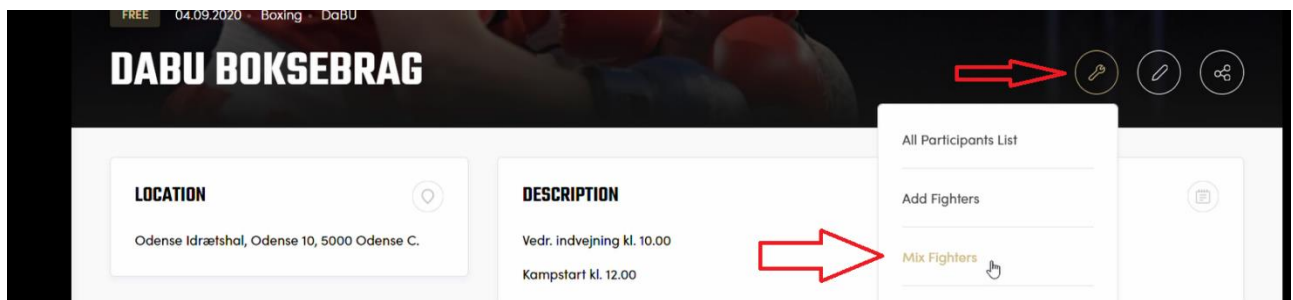 FREE 04.09.2020 • Boxing • DaBU
DABU BOKSEBRAG
All Participants List
LOCATION
DESCRIPTION
Add Fighters
Odense Idrætshal, Odense 10, 5000 Odense C.
Vedr. indvejning kl. 10.00
Mix Fighters
Kampstart kl. 12.00